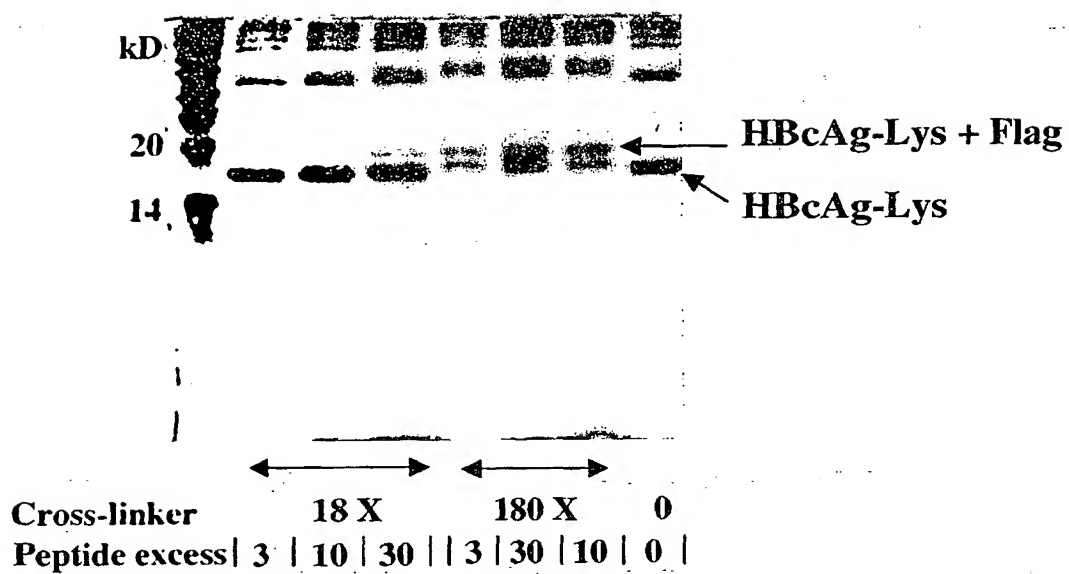 kD
20
14
HBcAg-Lys + Flag
HBcAg-Lys
Cross-linker 18 X 180 X 0
Peptide excess | 3 | 10 | 30 | | 3 | 30 | 10 | 0 |